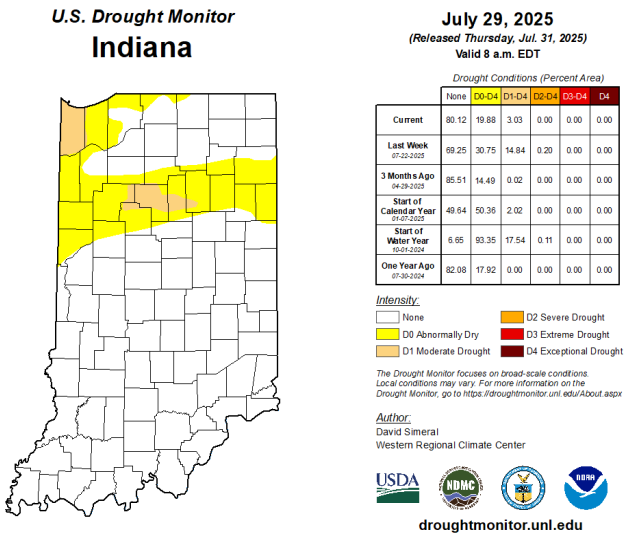 U.S. Drought Monitor
Indiana
July 29, 2025
(Released Thursday, Jul. 31, 2025)
Valid 8 a.m. EDT
Drought Conditions (Percent Area)
None D0-D4 D1-D4 D2-D4 D3-D4 D4
Current 80.12 19.88 3.03 0.00 0.00 0.00
Last Week 07-22-2025 69.25 30.75 14.84 0.20 0.00 0.00
3 Months Ago 04-29-2025 85.51 14.49 0.02 0.00 0.00 0.00
Start of Calendar Year 01-07-2025 49.64 50.36 2.02 0.00 0.00 0.00
Start of Water Year 10-01-2024 6.65 93.35 17.54 0.11 0.00 0.00
One Year Ago 07-30-2024 82.08 17.92 0.00 0.00 0.00 0.00
Intensity:
None
D0 Abnormally Dry
D1 Moderate Drought
D2 Severe Drought
D3 Extreme Drought
D4 Exceptional Drought
The Drought Monitor focuses on broad-scale conditions.
Local conditions may vary. For more information on the
Drought Monitor, go to https://droughtmonitor.unl.edu/About.aspx
Author:
David Simeral
Western Regional Climate Center
USDA
NDMC
NOAA
droughtmonitor.unl.edu